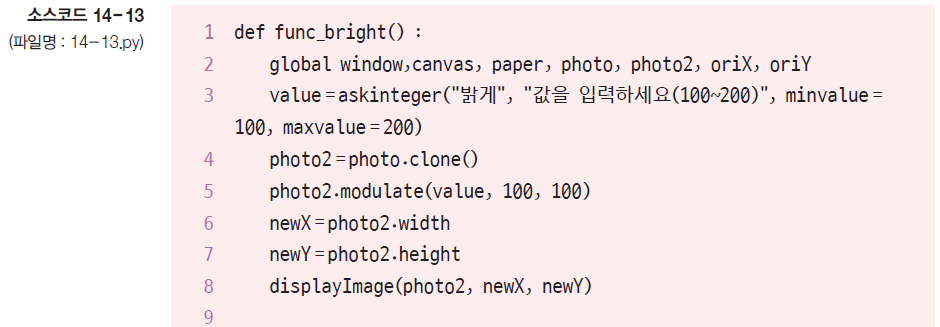 소스코드 14-13
(파일명 : 14-13.py)
1 def func_bright() :
2 global window,canvas, paper, photo, photo2, oriX, oriY
3 value=askinteger("밝게", "값을 입력하세요(100~200)", minvalue=
100, maxvalue=200)
4 photo2=photo.clone()
5 photo2.modulate(value, 100, 100)
6 newX=photo2.width
7 newY=photo2.height
8 displayImage(photo2, newX, newY)
9